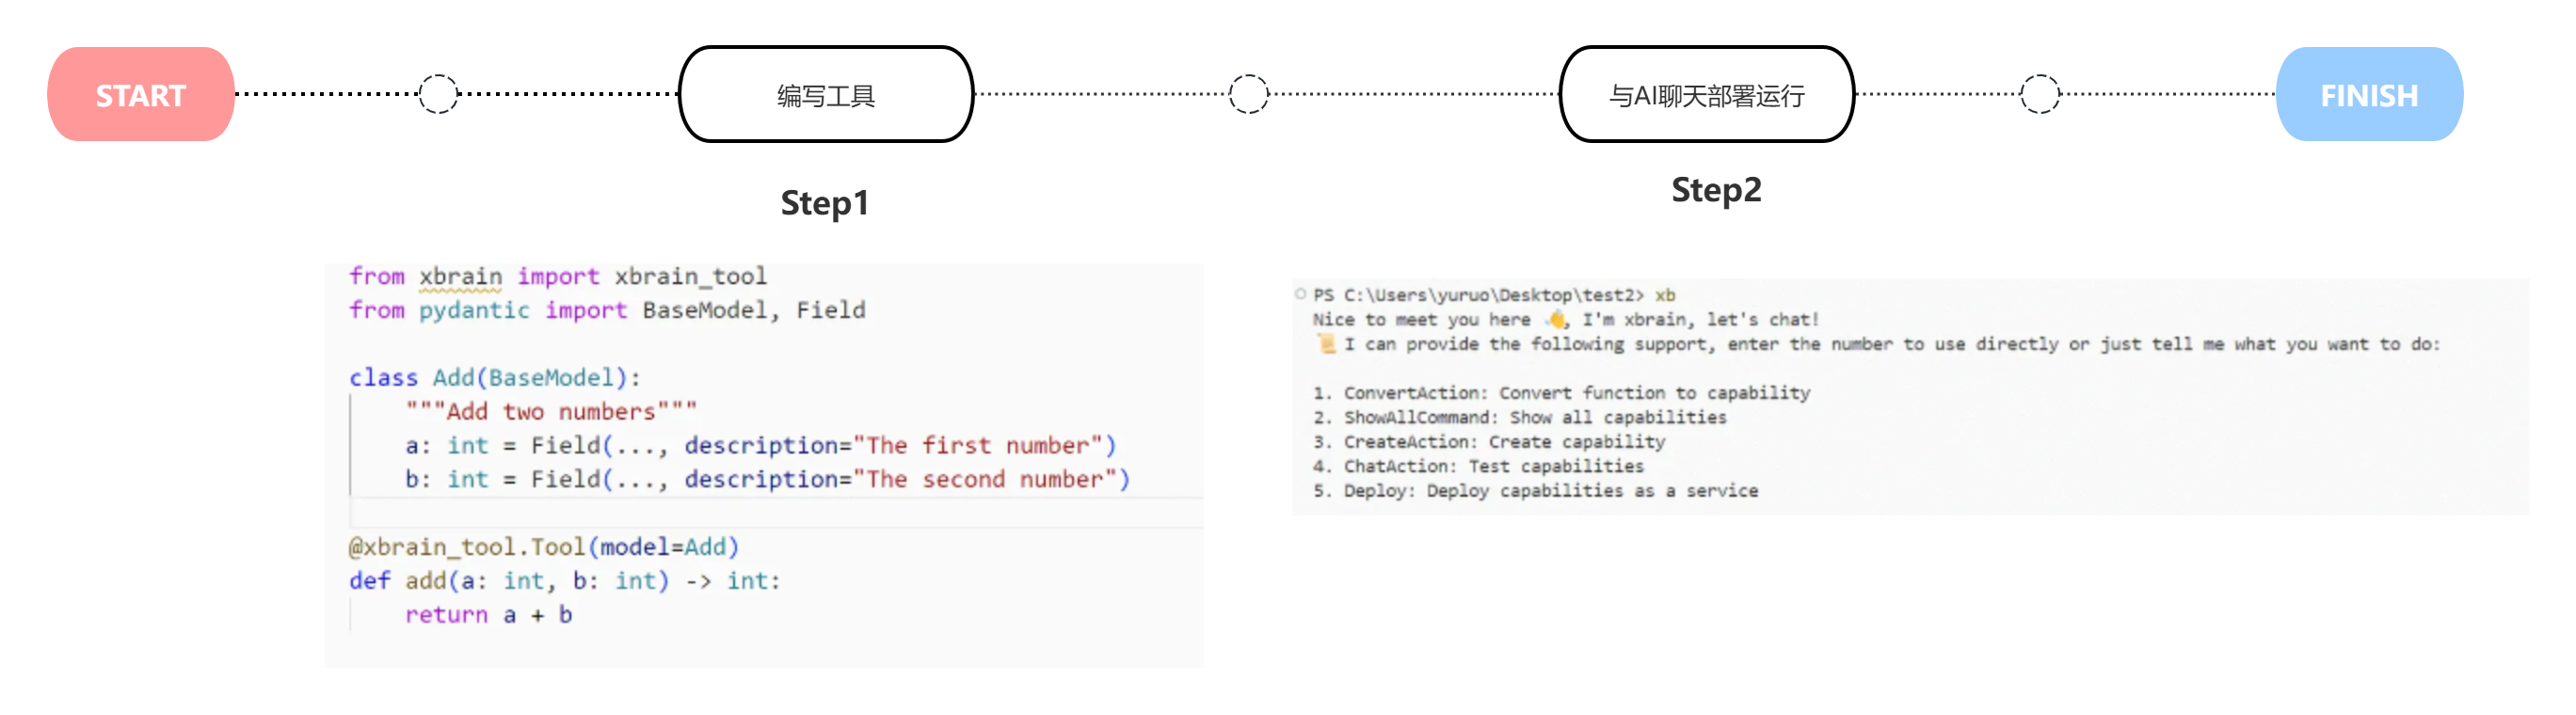 START
编写工具
与AI聊天部署运行
FINISH
Step1
Step2
from xbrain import xbrain_tool
from pydantic import BaseModel, Field
class Add(BaseModel):
"""Add two numbers"""
a: int = Field(..., description="The first number")
b: int = Field(..., description="The second number")
@xbrain_tool.Tool(model=Add)
def add(a: int, b: int) -> int:
return a + b
PS C:\Users\yuruo\Desktop\test2> xb
Nice to meet you here 👋, I'm xbrain, let's chat!
📜 I can provide the following support, enter the number to use directly or just tell me what you want to do:
1. ConvertAction: Convert function to capability
2. ShowAllCommand: Show all capabilities
3. CreateAction: Create capability
4. ChatAction: Test capabilities
5. Deploy: Deploy capabilities as a service